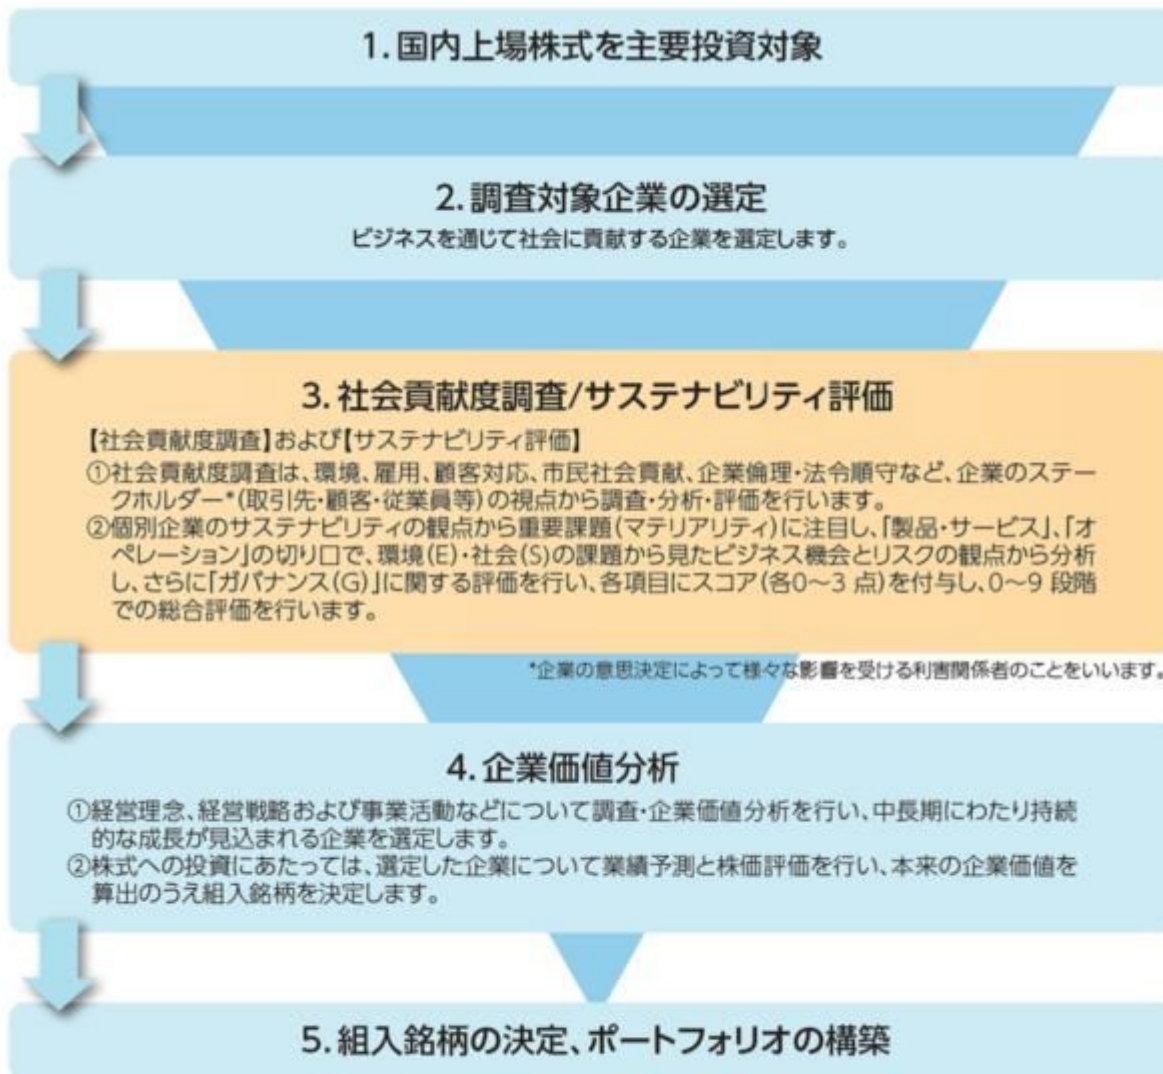 1. 国内上場株式を主要投資対象
2. 調査対象企業の選定
ビジネスを通じて社会に貢献する企業を選定します。
3. 社会貢献度調査/サステナビリティ評価
【社会貢献度調査】および【サステナビリティ評価】
①社会貢献度調査は、環境、雇用、顧客対応、市民社会貢献、企業倫理・法令順守など、企業のステー
クホルダー*(取引先・顧客・従業員等)の視点から調査・分析・評価を行います。
②個別企業のサステナビリティの観点から重要課題(マテリアリティ)に注目し、「製品・サービス」、「オ
ペレーション」の切り口で、環境(E)・社会(S)の課題から見たビジネス機会とリスクの観点から分析
し、さらに「ガバナンス(G)」に関する評価を行い、各項目にスコア(各0～3 点)を付与し、0～9 段階
での総合評価を行います。
*企業の意思決定によって様々な影響を受ける利害関係者のことをいいます。
4. 企業価値分析
①経営理念、経営戦略および事業活動などについて調査・企業価値分析を行い、中長期にわたり持続
的な成長が見込まれる企業を選定します。
②株式への投資にあたっては、選定した企業について業績予測と株価評価を行い、本来の企業価値を
算出のうえ組入銘柄を決定します。
5. 組入銘柄の決定、ポートフォリオの構築